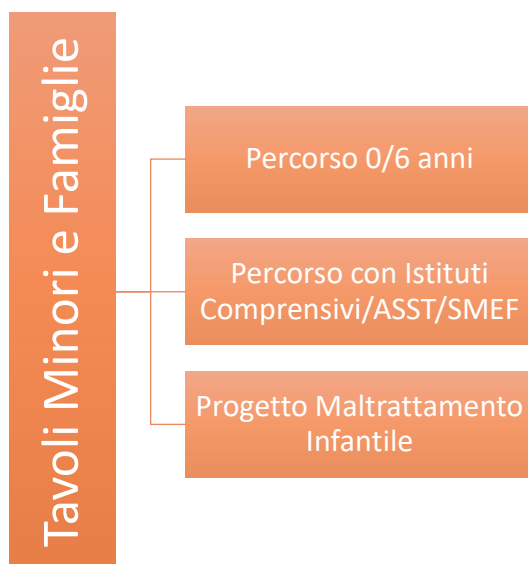 Tavoli Minori e Famiglie
Percorso 0/6 anni
Percorso con Istituti
Comprensivi/ASST/SMEF
Progetto Maltrattamento
Infantile